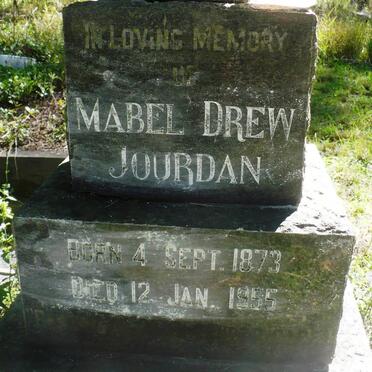 IN LOVING MEMORY
OF
MABEL DREW
JOURDAN
BORN 4 SEPT. 1873
DIED 12 JAN. 1955